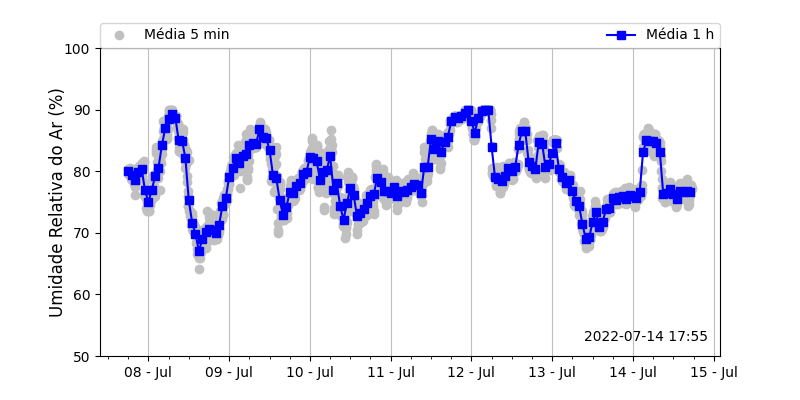 Média 5 min
Média 1 h
Umidade Relativa do Ar (%)
100
90
80
70
60
50
2022-07-14 17:55
08 - Jul
09 - Jul
10 - Jul
11 - Jul
12 - Jul
13 - Jul
14 - Jul
15 - Jul